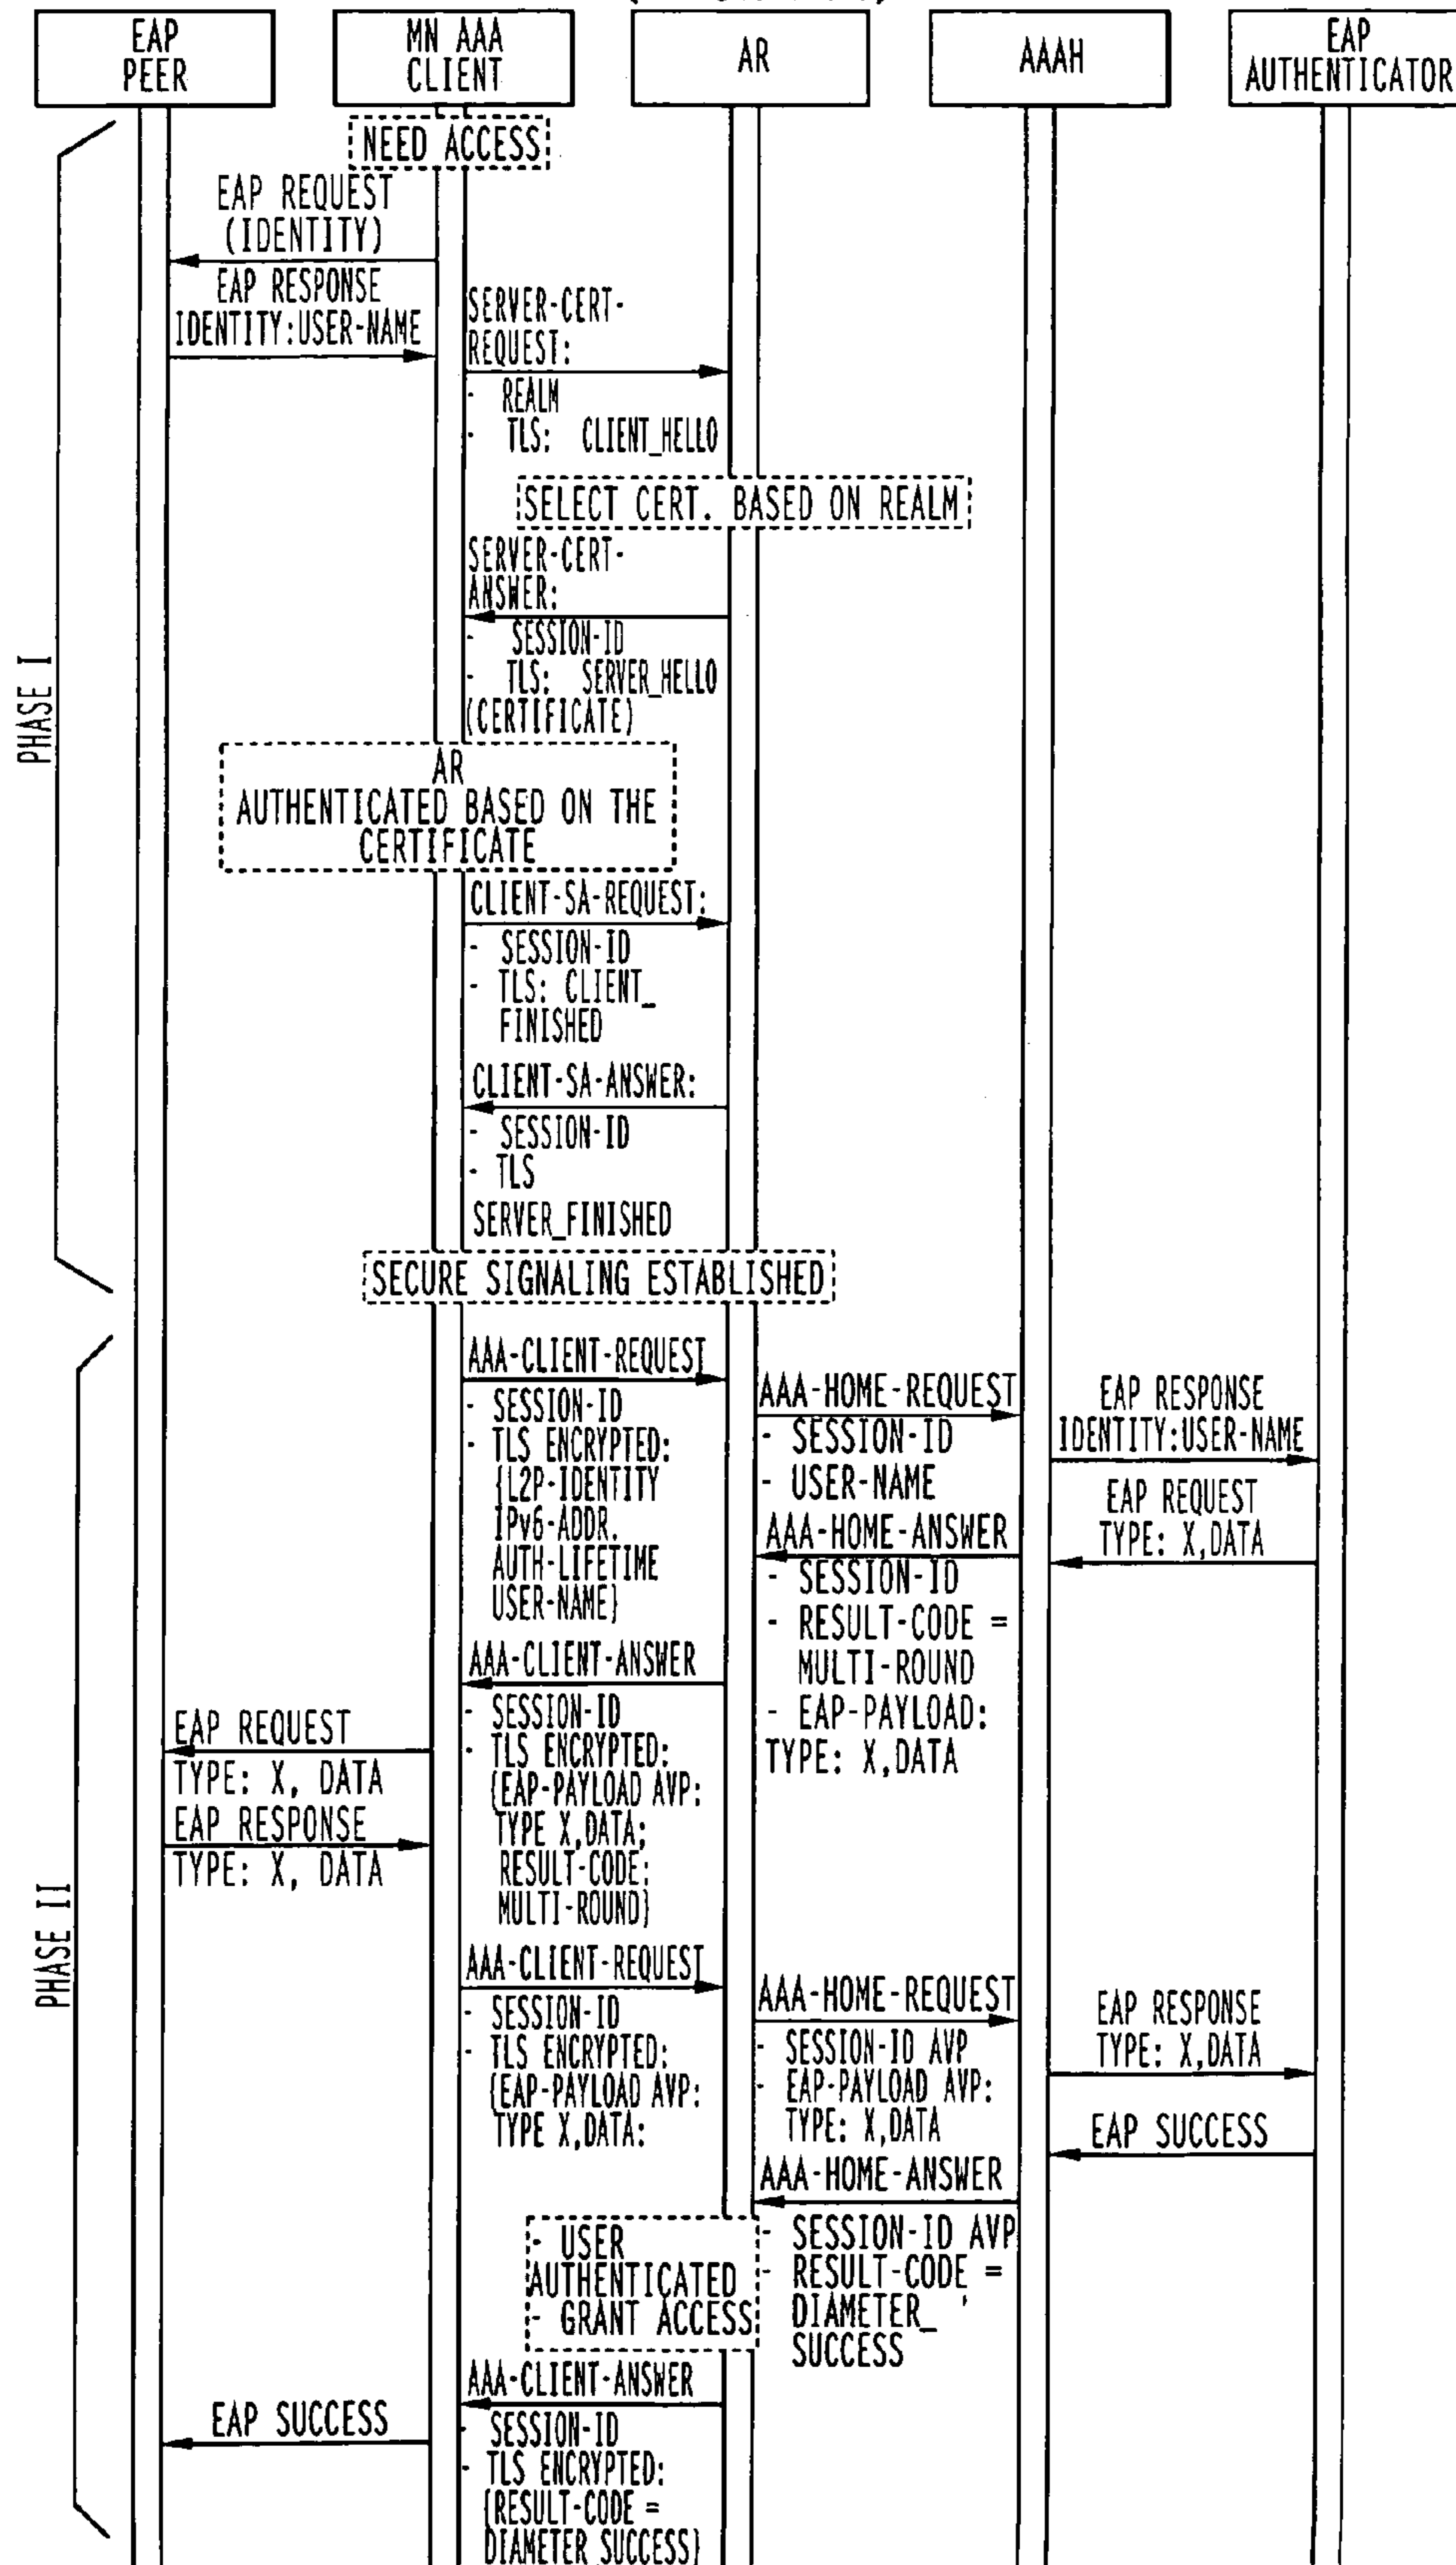 EAP
PEER
MN AAA
CLIENT
AR
AAAH
EAP
AUTHENTICATOR
NEED ACCESS
EAP REQUEST
(IDENTITY)
EAP RESPONSE
IDENTITY:USER-NAME
SERVER-CERT-
REQUEST:
- REALM
- TLS: CLIENT_HELLO
SELECT CERT. BASED ON REALM
SERVER-CERT-
ANSWER:
- SESSION-ID
- TLS: SERVER_HELLO
(CERTIFICATE)
PHASE I
AR
AUTHENTICATED BASED ON THE
CERTIFICATE
CLIENT-SA-REQUEST:
- SESSION-ID
- TLS: CLIENT_
FINISHED
CLIENT-SA-ANSWER:
- SESSION-ID
- TLS
SERVER_FINISHED
SECURE SIGNALING ESTABLISHED
AAA-CLIENT-REQUEST
- SESSION-ID
- TLS ENCRYPTED:
{L2P-IDENTITY
IPv6-ADDR.
AUTH-LIFETIME
USER-NAME}
AAA-HOME-REQUEST
- SESSION-ID
- USER-NAME
EAP RESPONSE
IDENTITY:USER-NAME
EAP REQUEST
TYPE: X,DATA
AAA-HOME-ANSWER
- SESSION-ID
- RESULT-CODE =
MULTI-ROUND
- EAP-PAYLOAD:
TYPE: X,DATA
AAA-CLIENT-ANSWER
- SESSION-ID
- TLS ENCRYPTED:
{EAP-PAYLOAD AVP:
TYPE X,DATA;
RESULT-CODE:
MULTI-ROUND}
EAP REQUEST
TYPE: X, DATA
EAP RESPONSE
TYPE: X, DATA
PHASE II
AAA-CLIENT-REQUEST
- SESSION-ID
- TLS ENCRYPTED:
{EAP-PAYLOAD AVP:
TYPE X,DATA:
AAA-HOME-REQUEST
- SESSION-ID AVP
- EAP-PAYLOAD AVP:
TYPE: X,DATA
EAP RESPONSE
TYPE: X,DATA
EAP SUCCESS
AAA-HOME-ANSWER
- SESSION-ID AVP
- RESULT-CODE =
DIAMETER_
SUCCESS
- USER
AUTHENTICATED
- GRANT ACCESS
AAA-CLIENT-ANSWER
- SESSION-ID
- TLS ENCRYPTED:
{RESULT-CODE =
DIAMETER_SUCCESS}
EAP SUCCESS